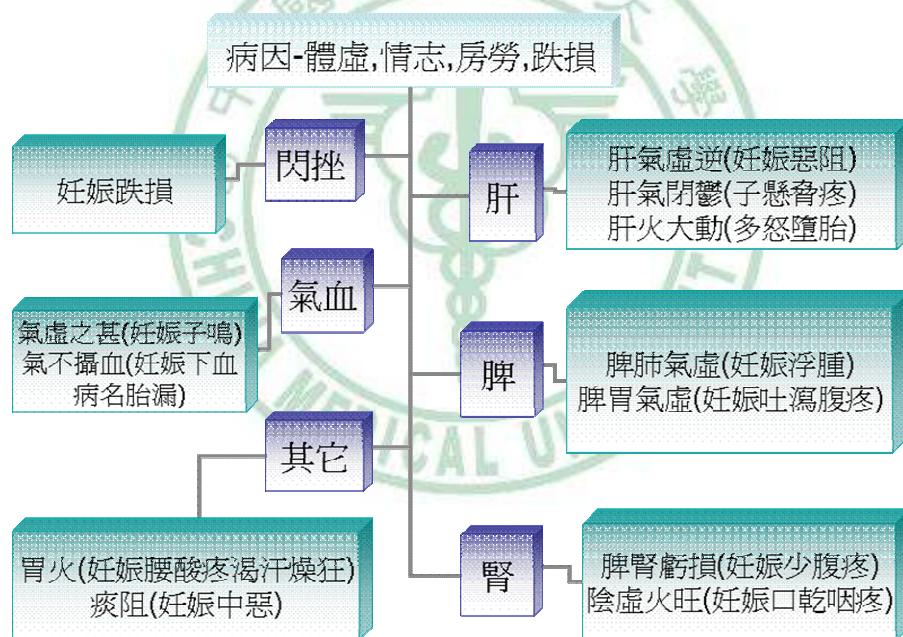 病因-體虛,情志,房勞,跌損
閃挫
妊娠跌損
肝
肝氣虛逆(妊娠惡阻)
肝氣閉鬱(子懸脅疼)
肝火大動(多怒墮胎)
氣血
氣虛之甚(妊娠子鳴)
氣不攝血(妊娠下血
病名胎漏)
脾
脾肺氣虛(妊娠浮腫)
脾胃氣虛(妊娠吐瀉腹疼)
其它
胃火(妊娠腰酸疼渴汗燥狂)
痰阻(妊娠中惡)
腎
脾腎虧損(妊娠少腹疼)
陰虛火旺(妊娠口乾咽疼)
MEDICAL UN